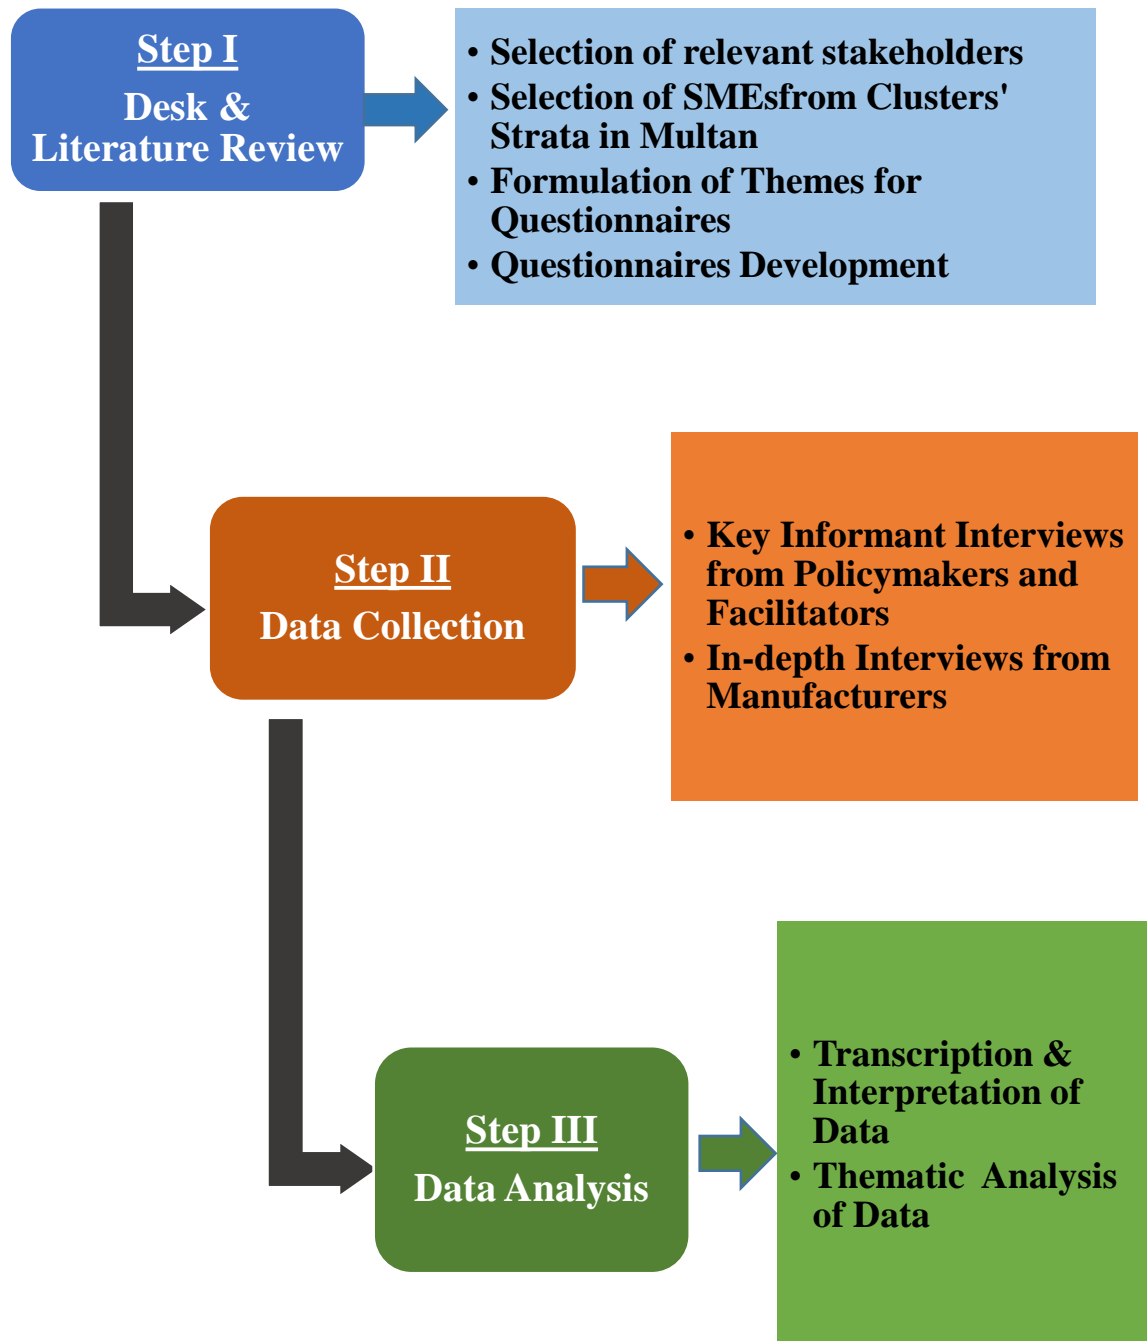 Step I
Desk &
Literature Review
• Selection of relevant stakeholders
• Selection of SMEsfrom Clusters'
Strata in Multan
• Formulation of Themes for
Questionnaires
• Questionnaires Development
Step II
Data Collection
• Key Informant Interviews
from Policymakers and
Facilitators
• In-depth Interviews from
Manufacturers
Step III
Data Analysis
• Transcription &
Interpretation of
Data
• Thematic  Analysis
of Data